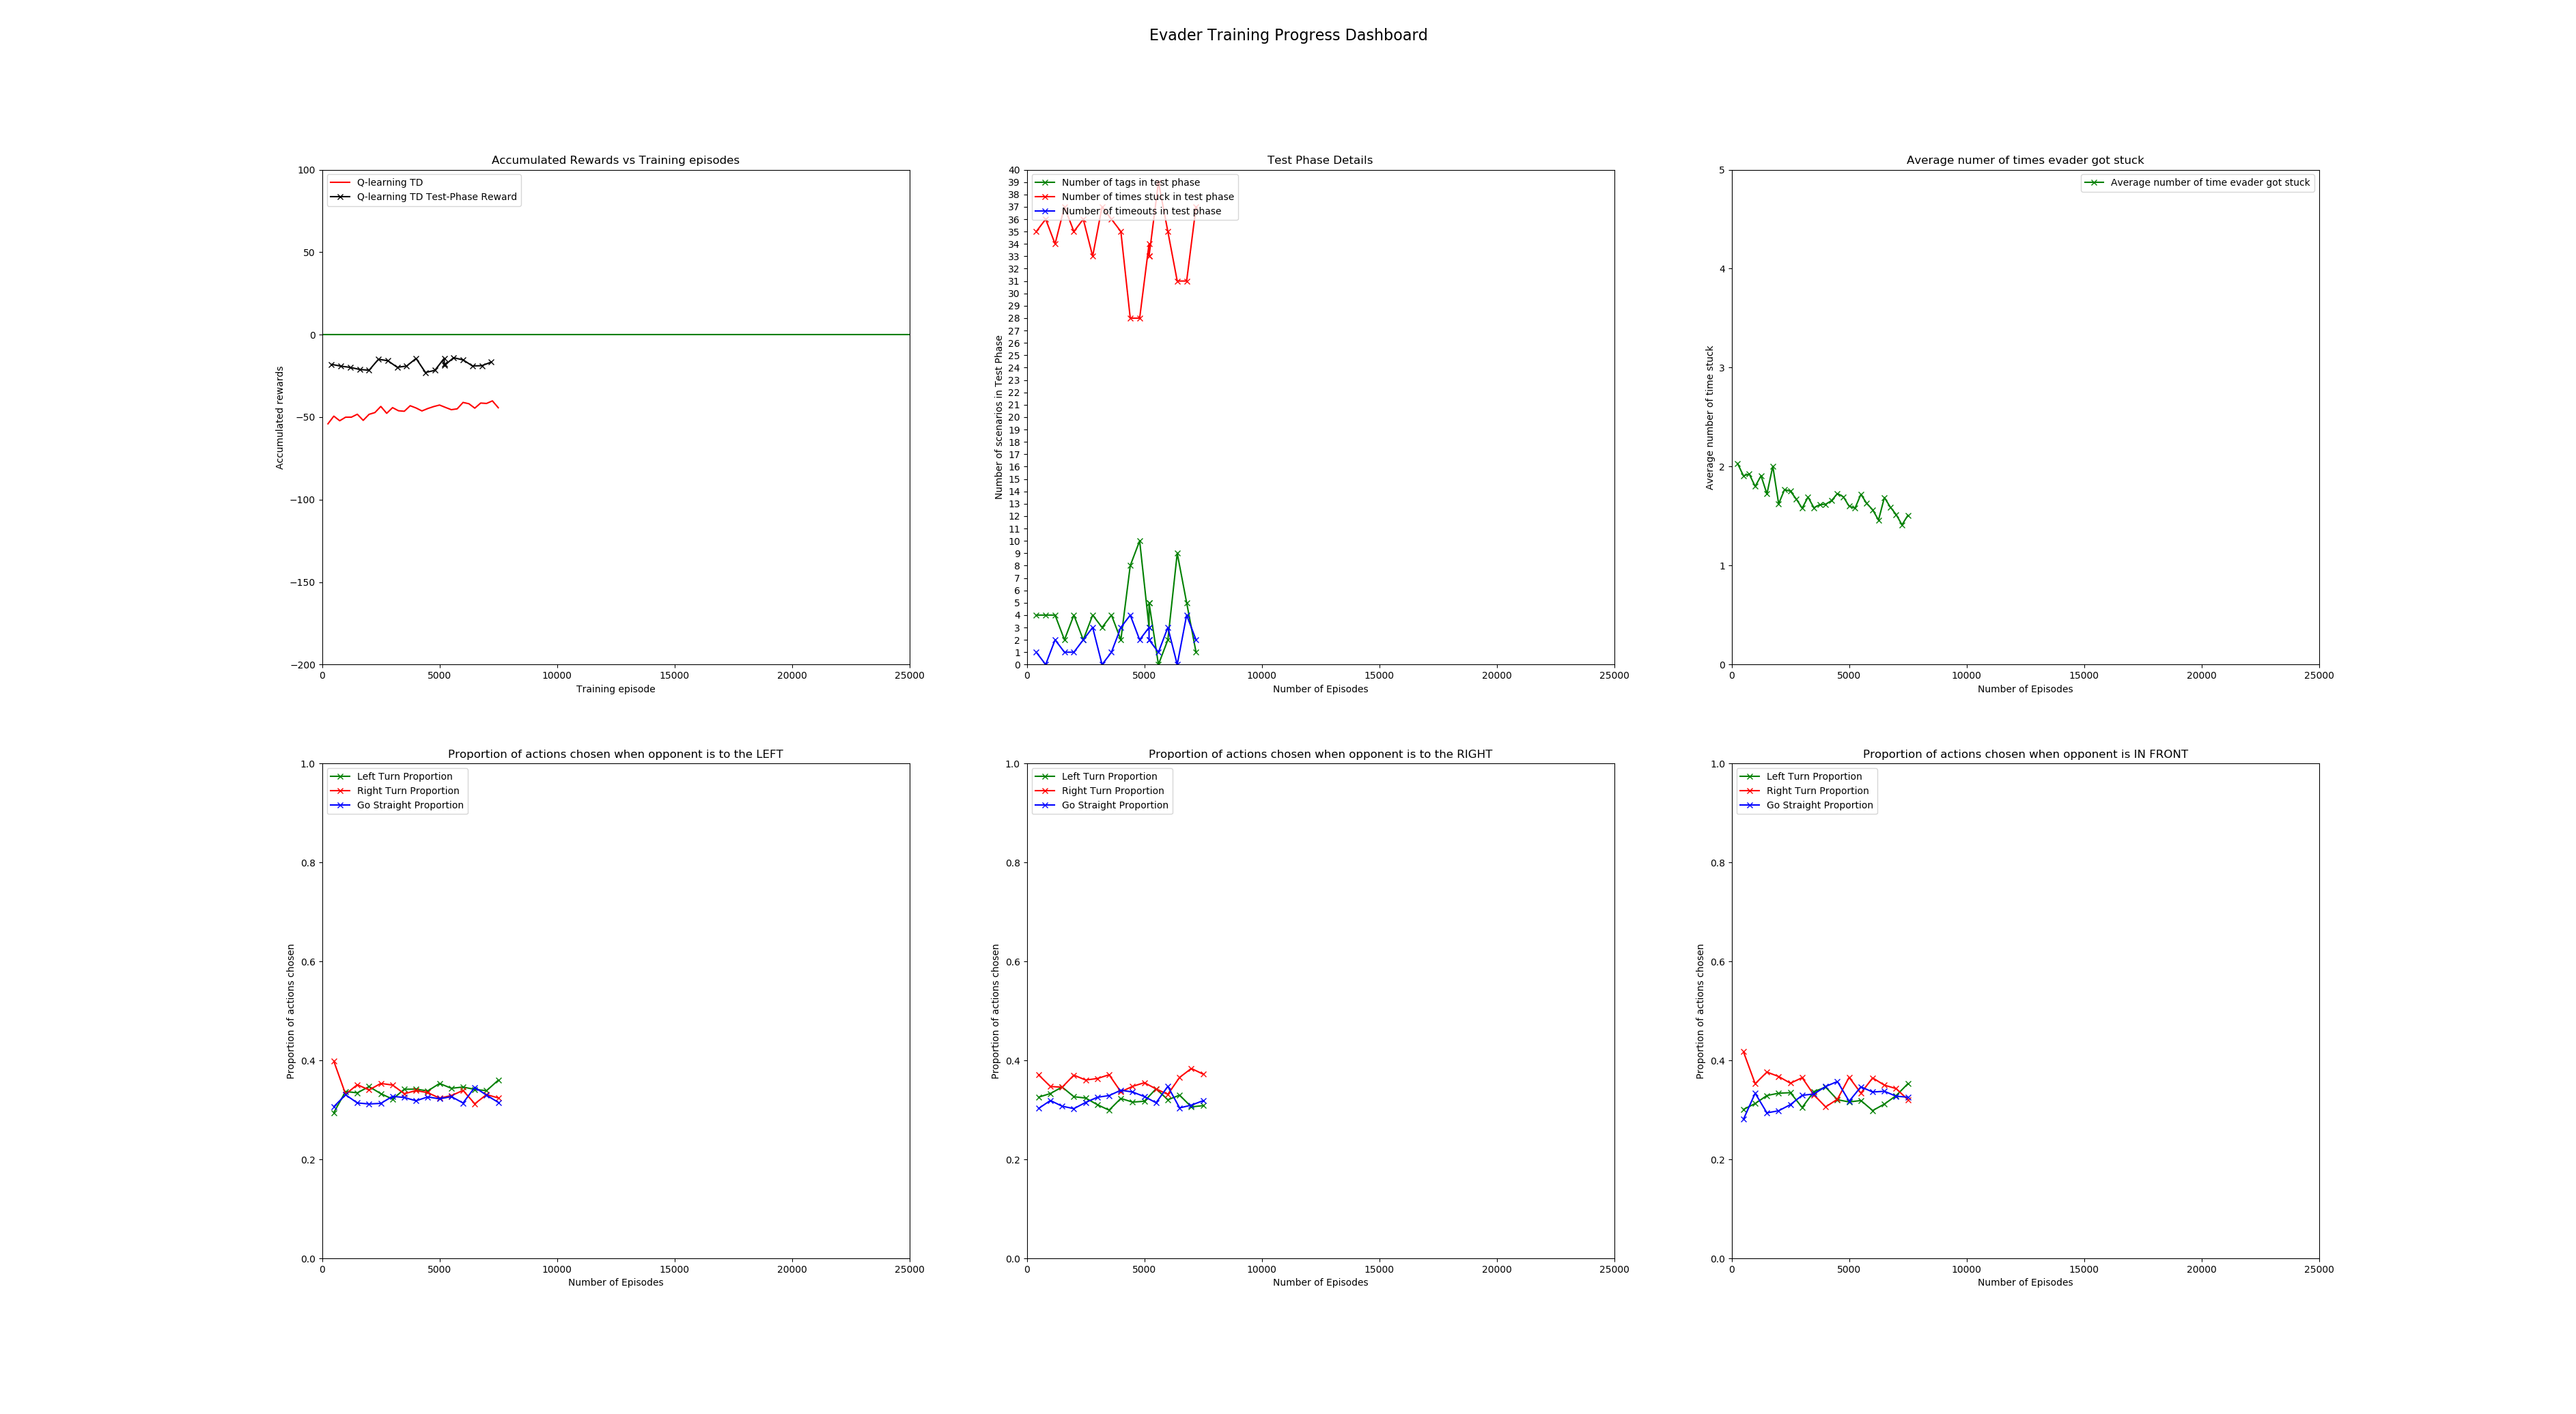 Evader Training Progress Dashboard
Accumulated Rewards vs Training episodes
Q-learning TD
Q-learning TD Test-Phase Reward
100
50
0
−50
−100
−150
−200
Accumulated rewards
0 5000 10000 15000 20000 25000
Training episode
Test Phase Details
Number of tags in test phase
Number of times stuck in test phase
Number of timeouts in test phase
40
39
38
37
36
35
34
33
32
31
30
29
28
27
26
25
24
23
22
21
20
19
18
17
16
15
14
13
12
11
10
9
8
7
6
5
4
3
2
1
0
Number of scenarios in Test Phase
0 5000 10000 15000 20000 25000
Number of Episodes
Average numer of times evader got stuck
Average number of time evader got stuck
5
4
3
2
1
0
Average number of time stuck
0 5000 10000 15000 20000 25000
Number of Episodes
Proportion of actions chosen when opponent is to the LEFT
Left Turn Proportion
Right Turn Proportion
Go Straight Proportion
1.0
0.8
0.6
0.4
0.2
0.0
Proportion of actions chosen
0 5000 10000 15000 20000 25000
Number of Episodes
Proportion of actions chosen when opponent is to the RIGHT
Left Turn Proportion
Right Turn Proportion
Go Straight Proportion
1.0
0.8
0.6
0.4
0.2
0.0
Proportion of actions chosen
0 5000 10000 15000 20000 25000
Number of Episodes
Proportion of actions chosen when opponent is IN FRONT
Left Turn Proportion
Right Turn Proportion
Go Straight Proportion
1.0
0.8
0.6
0.4
0.2
0.0
Proportion of actions chosen
0 5000 10000 15000 20000 25000
Number of Episodes